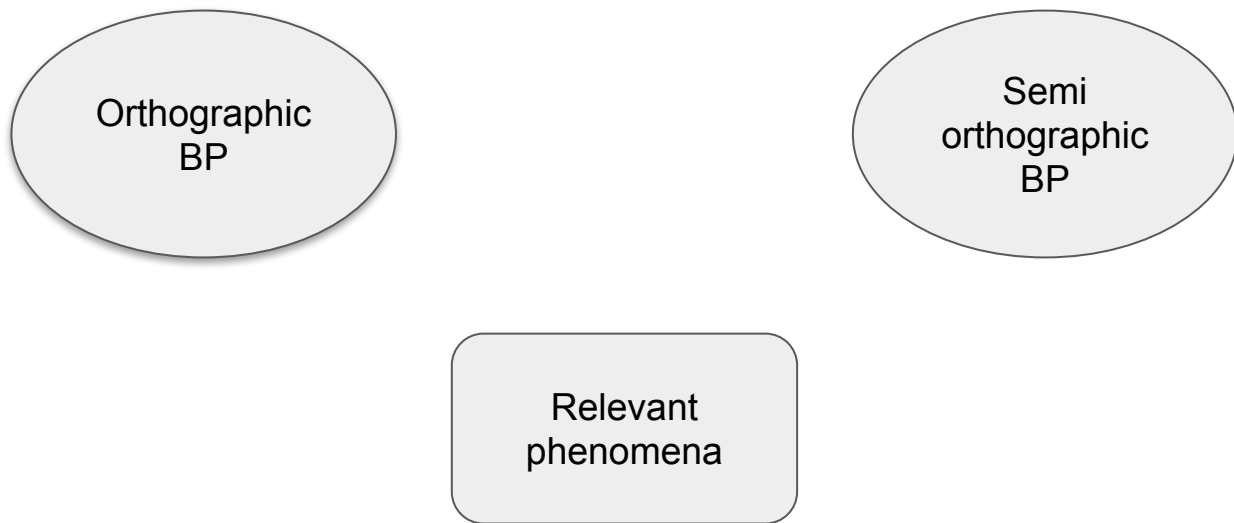 Orthographic
BP
Semi
orthographic
BP
Relevant
phenomena